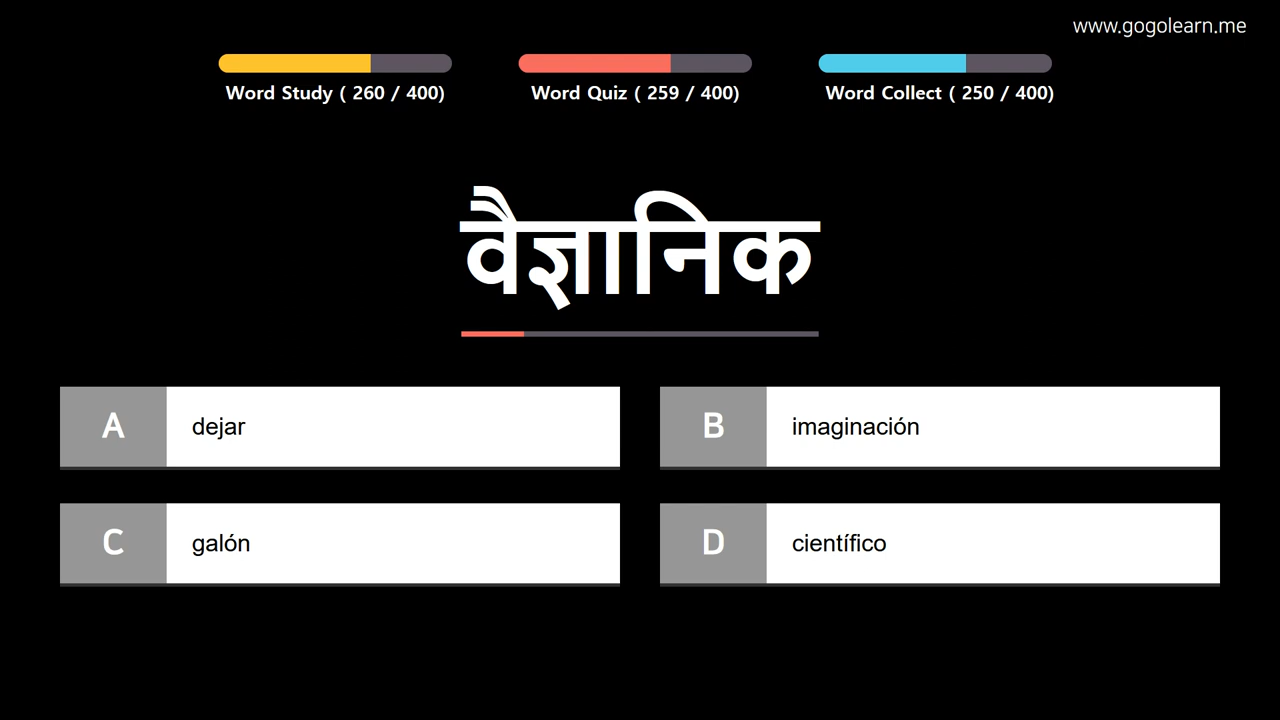 www.gogolearn.me
Word Study ( 260 / 400)
Word Quiz ( 259 / 400)
Word Collect ( 250 / 400)
वैज्ञानिक
A dejar
B imaginación
C galón
D científico